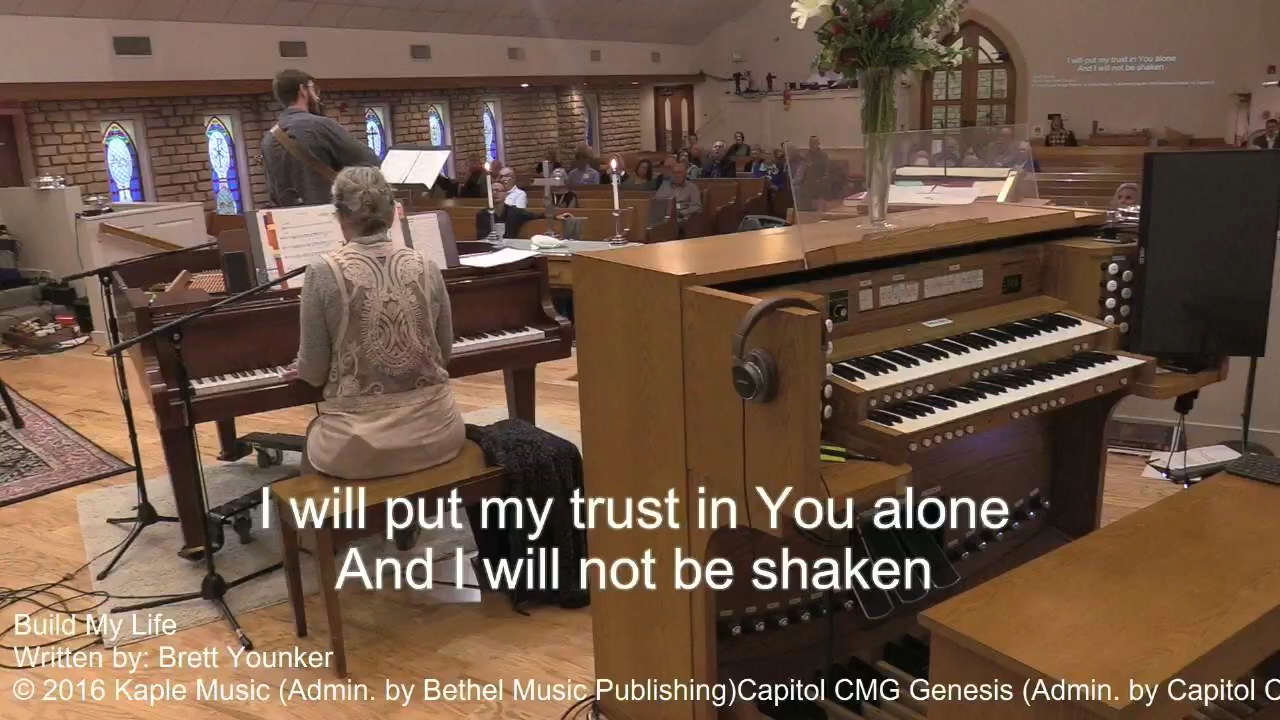 I will put my trust in You alone
And I will not be shaken
I will put my trust in You alone
And I will not be shaken
Build My Life
Written by: Brett Younker
© 2016 Kaple Music (Admin. by Bethel Music Publishing)Capitol CMG Genesis (Admin. by Capitol C